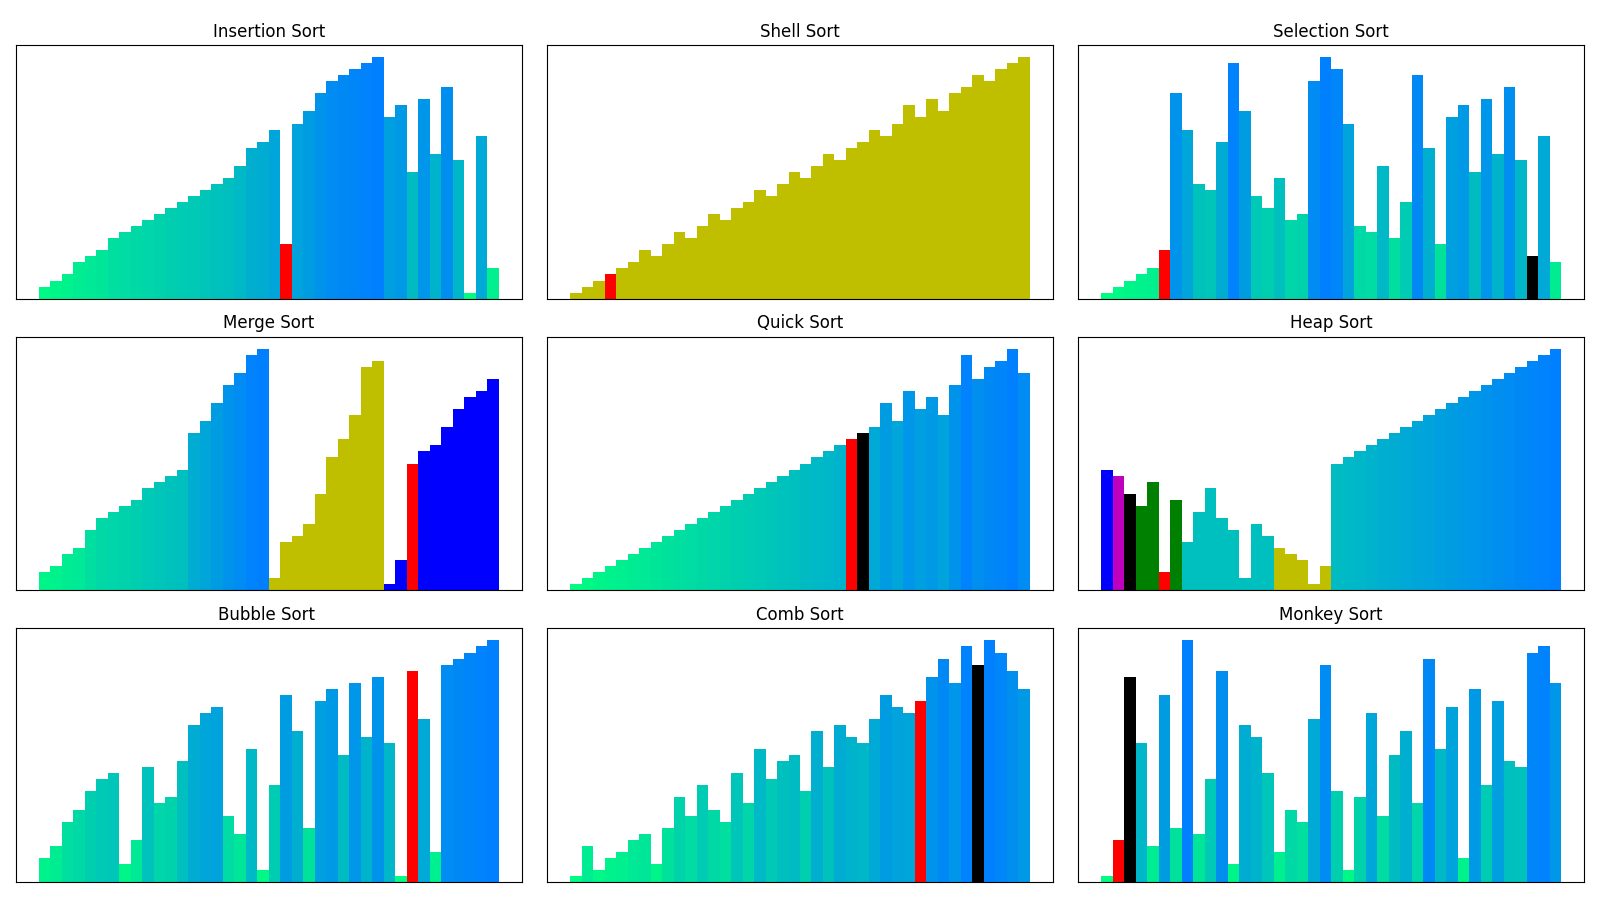 Insertion Sort
Shell Sort
Selection Sort
Merge Sort
Quick Sort
Heap Sort
Bubble Sort
Comb Sort
Monkey Sort